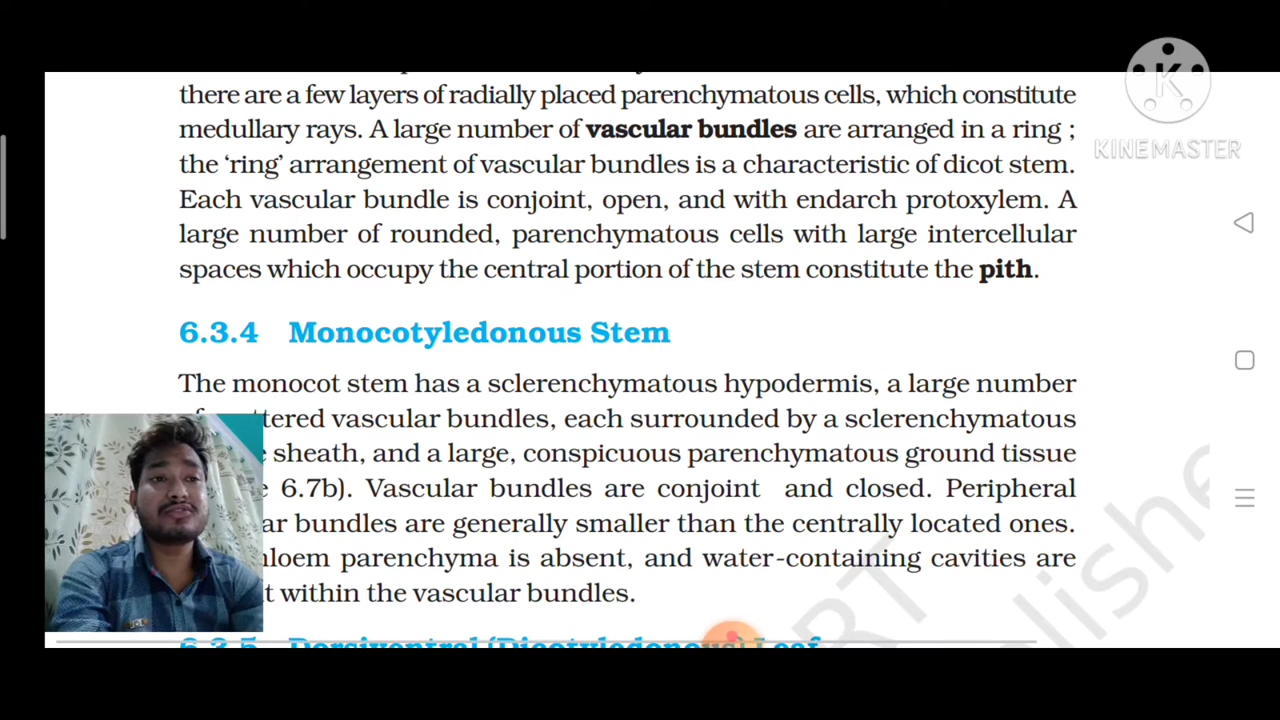 there are a few layers of radially placed parenchymatous cells, which constitute
medullary rays. A large number of vascular bundles are arranged in a ring ;
the ‘ring’ arrangement of vascular bundles is a characteristic of dicot stem.
Each vascular bundle is conjoint, open, and with endarch protoxylem. A
large number of rounded, parenchymatous cells with large intercellular
spaces which occupy the central portion of the stem constitute the pith.
K
KINEMASTER
6.3.4 Monocotyledonous Stem
The monocot stem has a sclerenchymatous hypodermis, a large number
vascular bundles, each surrounded by a sclerenchymatous
sheath, and a large, conspicuous parenchymatous ground tissue
6.7b). Vascular bundles are conjoint and closed. Peripheral
bundles are generally smaller than the centrally located ones.
parenchyma is absent, and water-containing cavities are
within the vascular bundles.
6.3.5 Dorsiventral (Dicotyledonous) Leaf